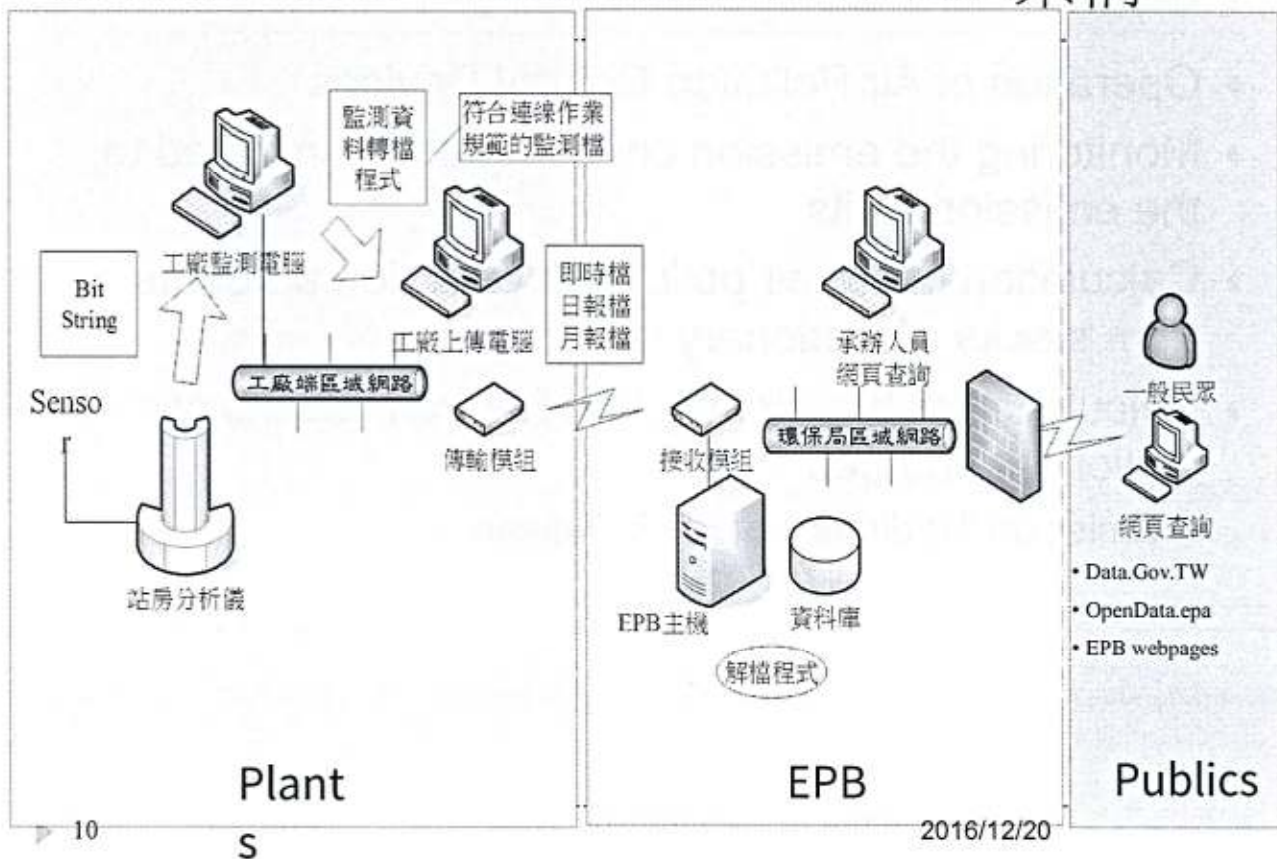 監測資
料轉檔
程式
符合連線作業
規範的監測檔
工廠監測電腦
Bit
String
工廠上傳電腦
即時檔
日報檔
月報檔
工廠端區域網路
Senso
r
傳輸模組
站房分析儀
Plant
s
承辦人員
網頁查詢
接收模組
環保局區域網路
EPB主機
資料庫
解檔程式
EPB
一般民眾
網頁查詢
• Data.Gov.TW
• OpenData.epa
• EPB webpages
Publics
10
2016/12/20